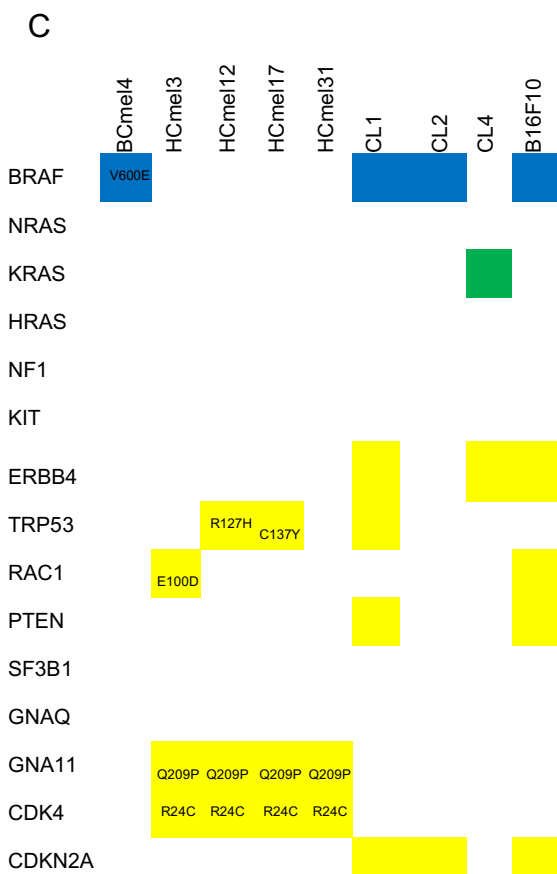 C
BCmel4 HCmel3 HCmel12 HCmel17 HCmel31 CL1 CL2 CL4 B16F10
BRAF V600E
NRAS
KRAS
HRAS
NF1
KIT
ERBB4
TRP53 R127H C137Y
RAC1 E100D
PTEN
SF3B1
GNAQ
GNA11 Q209P Q209P Q209P Q209P
CDK4 R24C R24C R24C R24C
CDKN2A